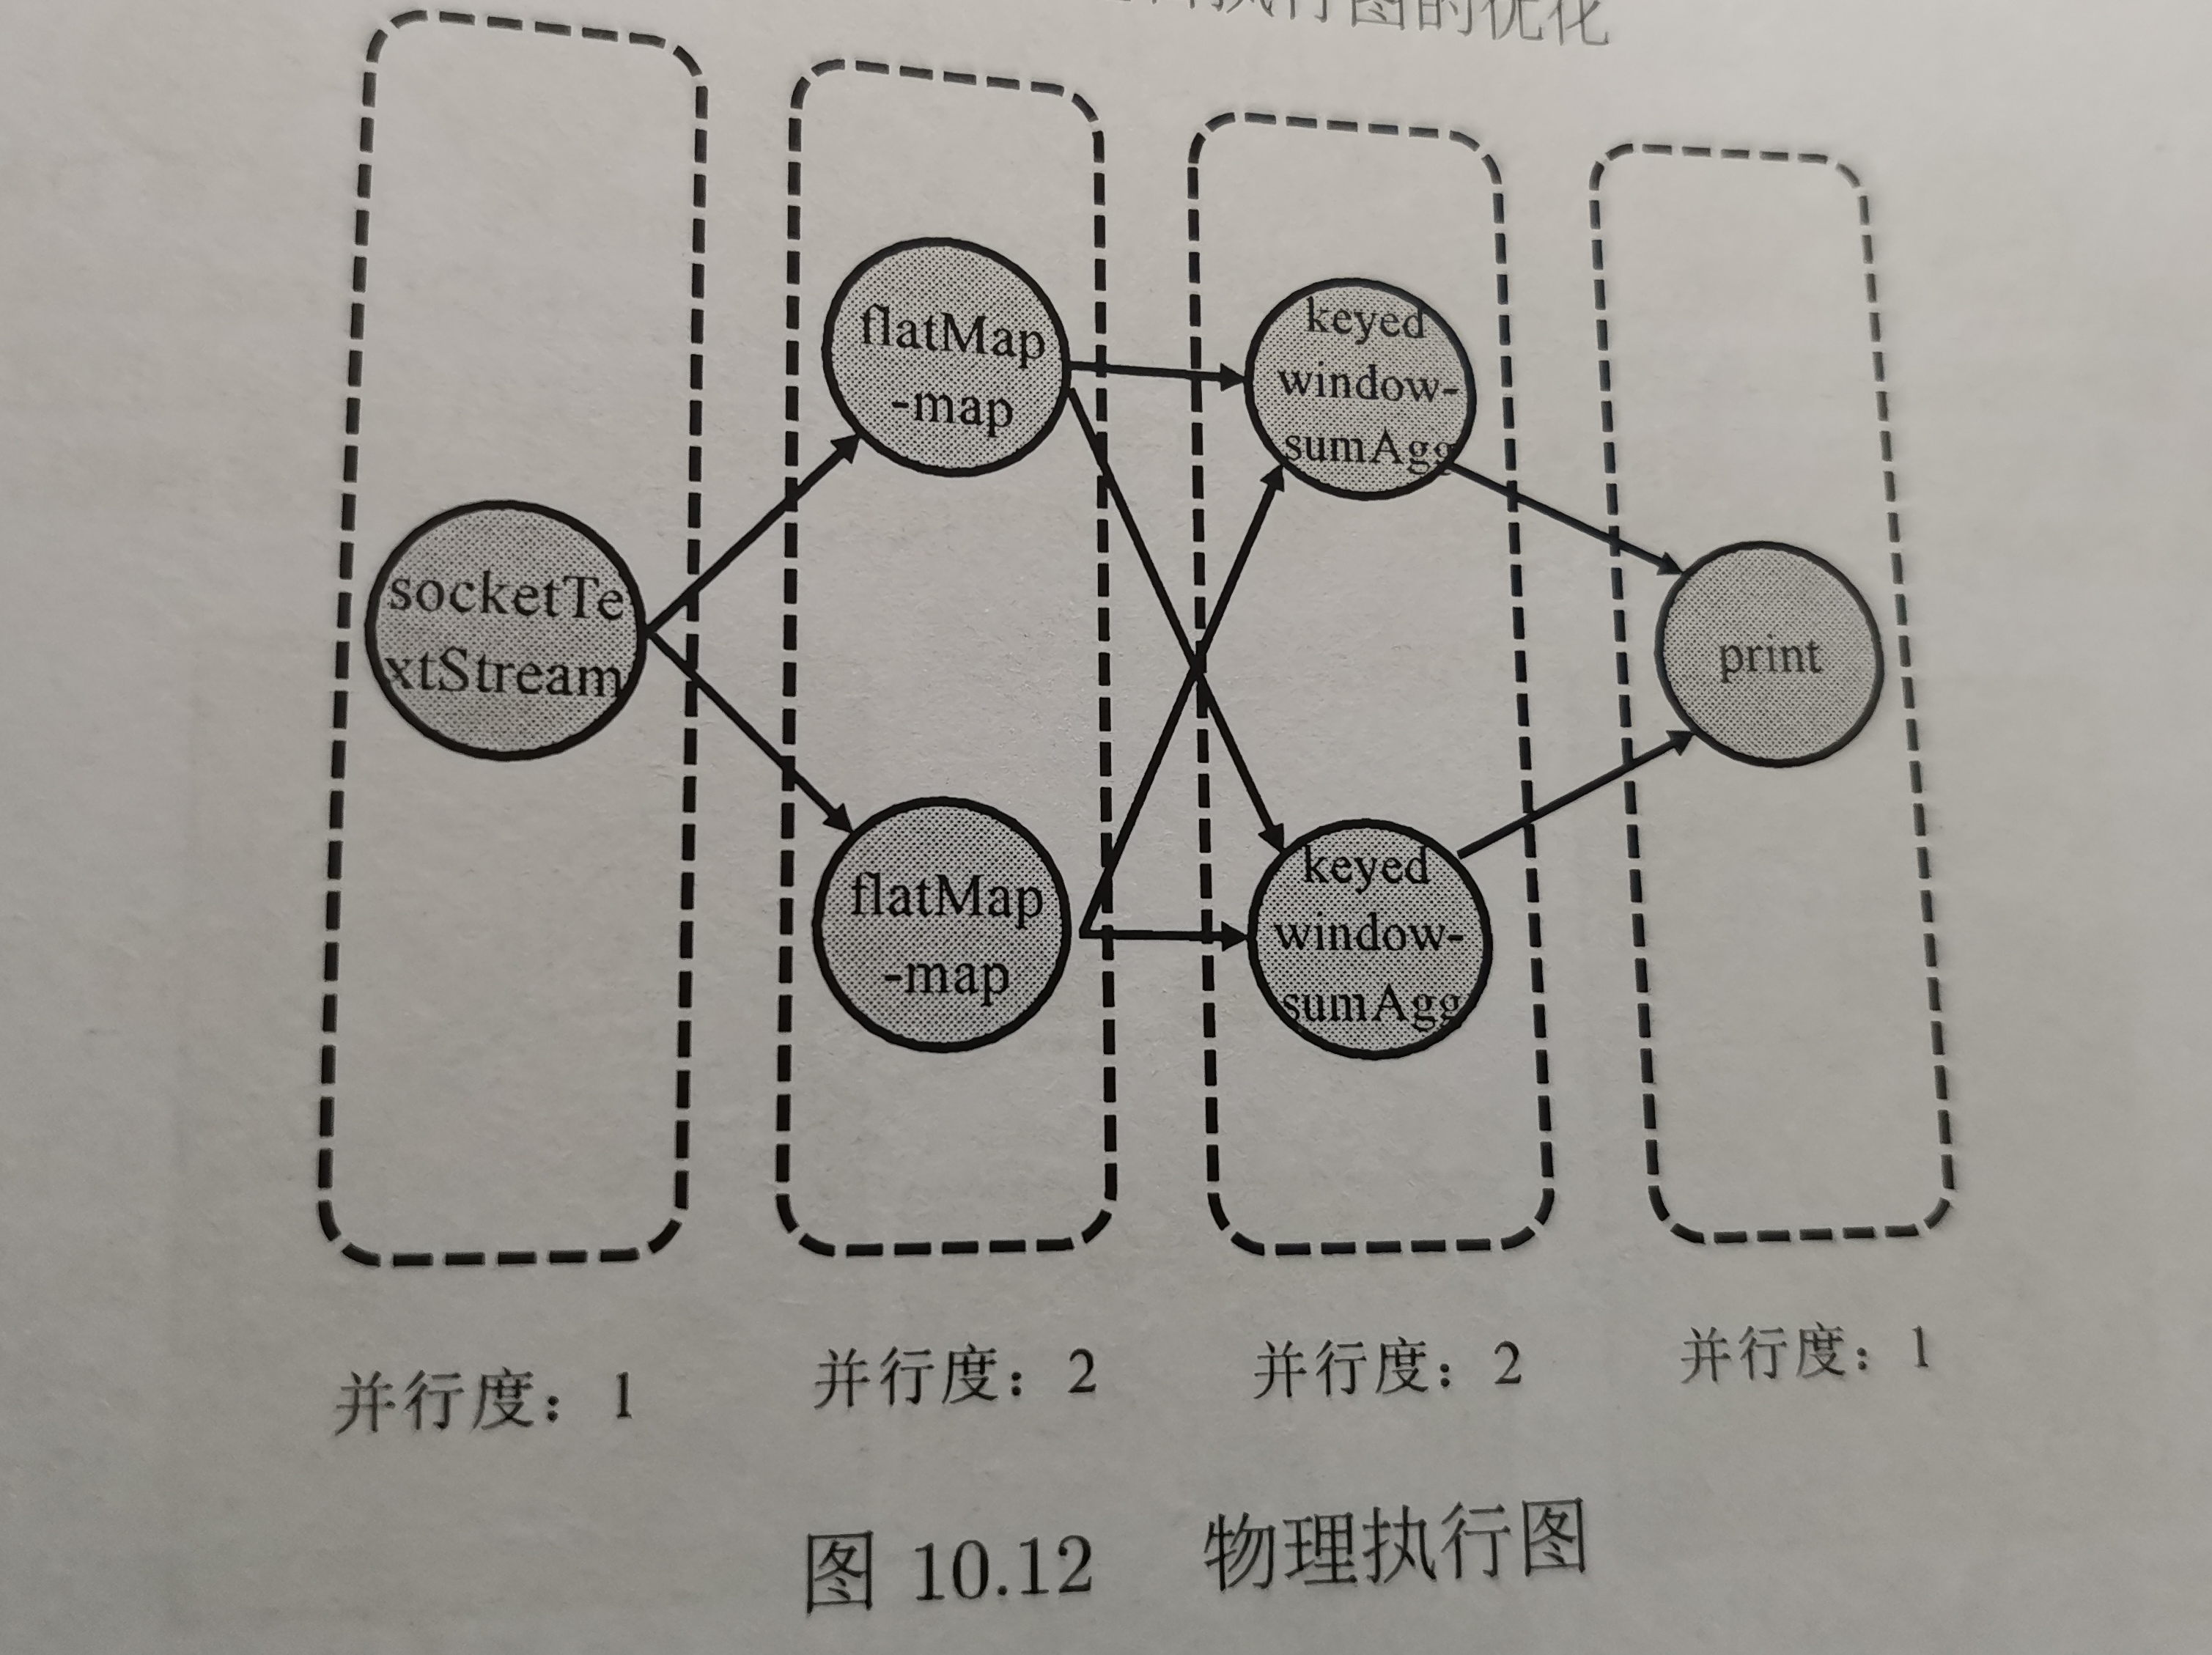 执行图的优化
socketTe
xtStream
flatMap
-map
flatMap
-map
keyed
window-
sumAgg
keyed
window-
sumAgg
print
并行度：1
并行度：2
并行度：2
并行度：1
图 10.12 物理执行图